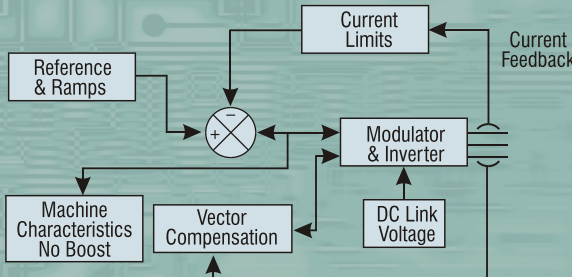 Current
Limits
Current
Feedback
Reference
& Ramps
−
+
Modulator
& Inverter
Machine
Characteristics
No Boost
Vector
Compensation
DC Link
Voltage